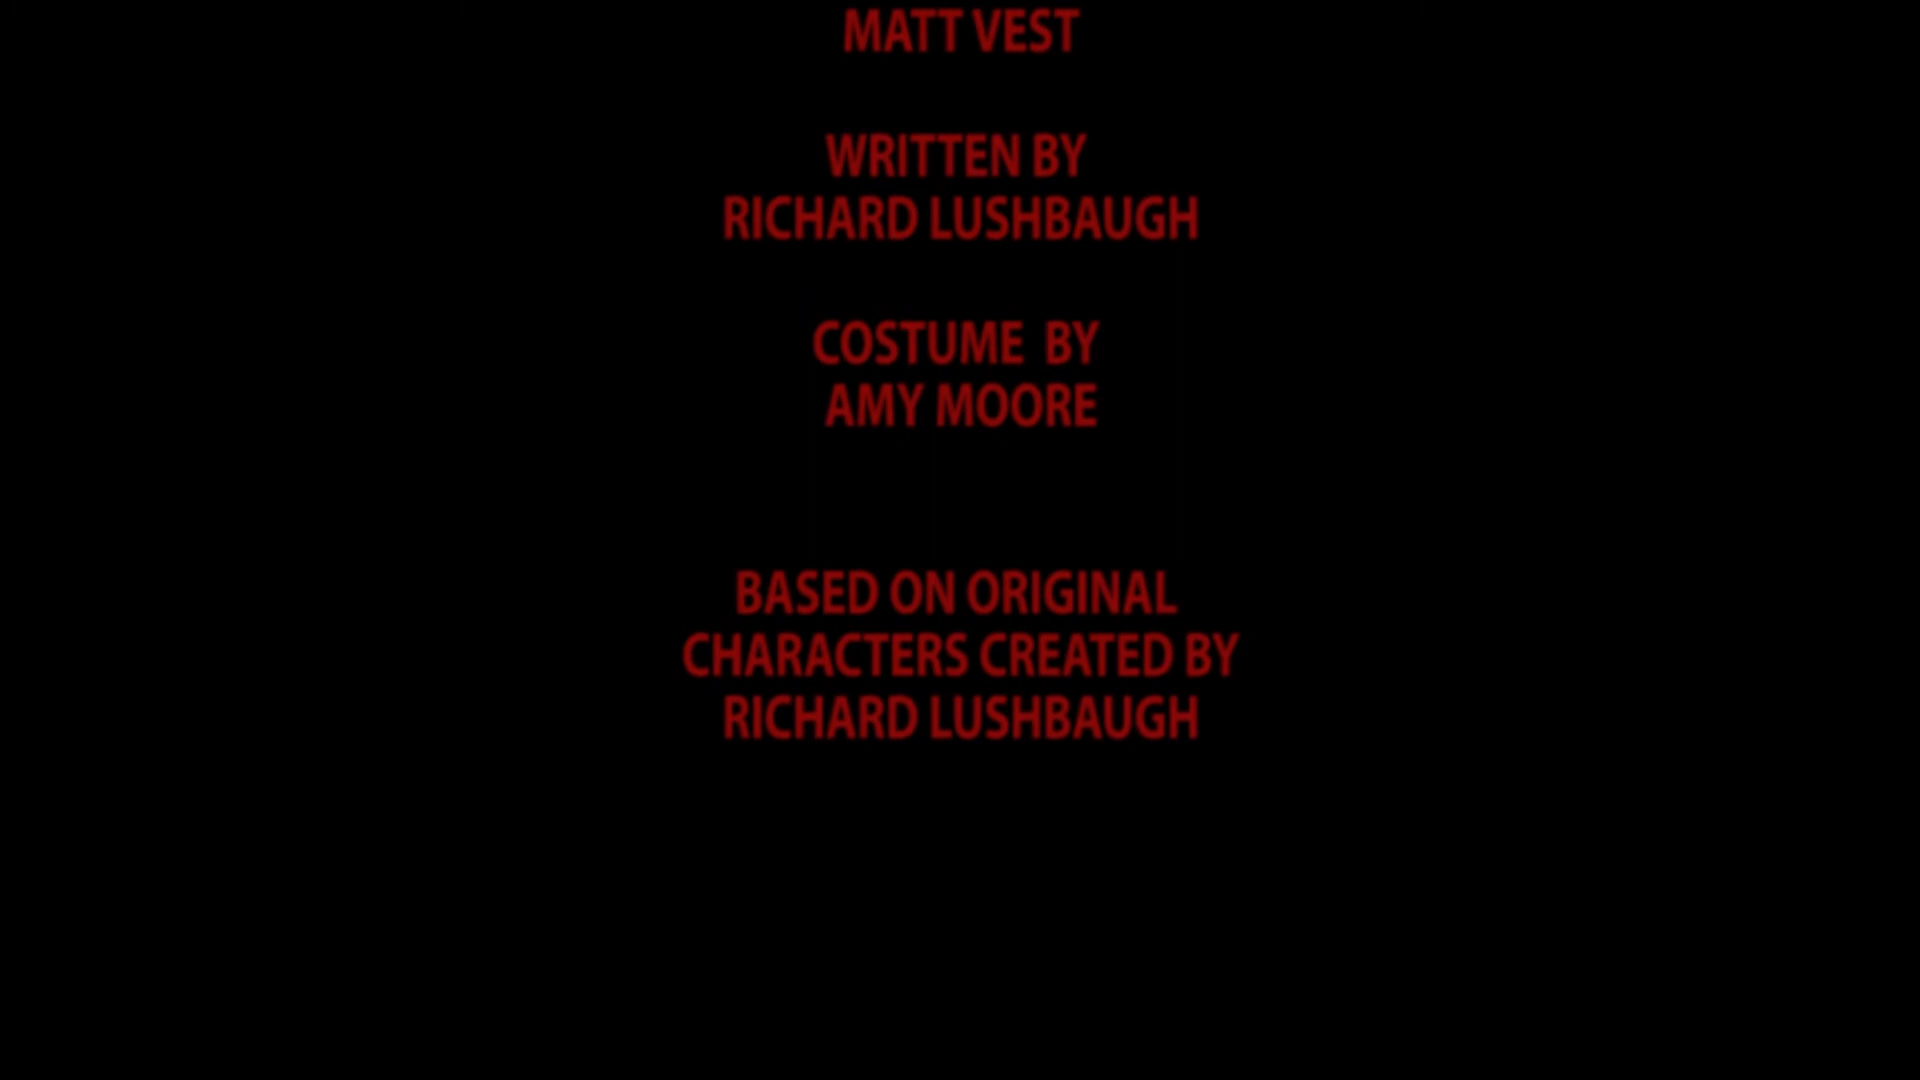 MATT VEST
WRITTEN BY
RICHARD LUSHBAUGH
COSTUME  BY
AMY MOORE
BASED ON ORIGINAL
CHARACTERS CREATED BY
RICHARD LUSHBAUGH